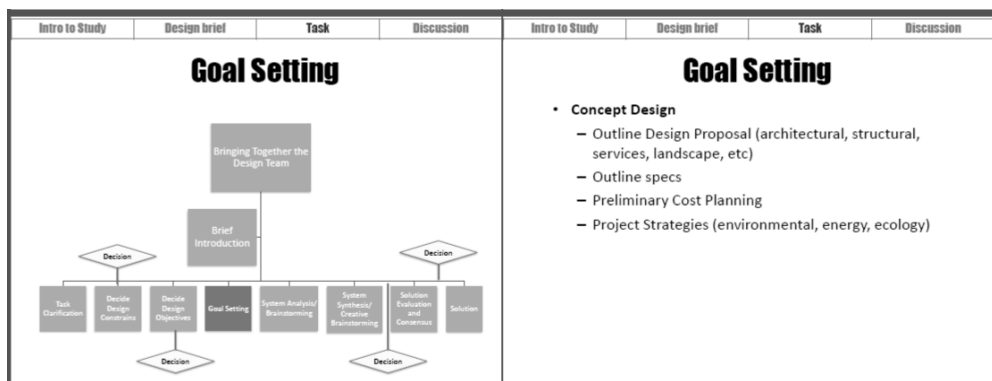 Intro to Study
Design brief
Task
Discussion
Goal Setting
Bringing Together the
Design Team
Brief
Introduction
Decision
Decision
Task
Clarification
Decide
Design
Constrains
Decide
Design
Objectives
Goal Setting
System Analysis/
Brainstorming
System
Synthesis/
Creative
Brainstorming
Solution
Evaluation
and
Consensus
Solution
Decision
Decision
Intro to Study
Design brief
Task
Discussion
Goal Setting
• Concept Design
– Outline Design Proposal (architectural, structural,
services, landscape, etc)
– Outline specs
– Preliminary Cost Planning
– Project Strategies (environmental, energy, ecology)